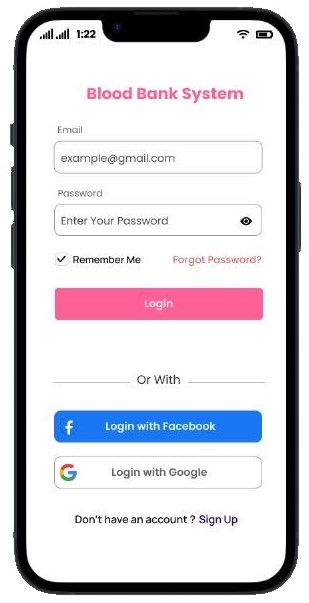 1:22
Blood Bank System
Email
example@gmail.com
Password
Enter Your Password
Remember Me Forgot Password?
Login
Or With
Login with Facebook
Login with Google
Don't have an account ? Sign Up